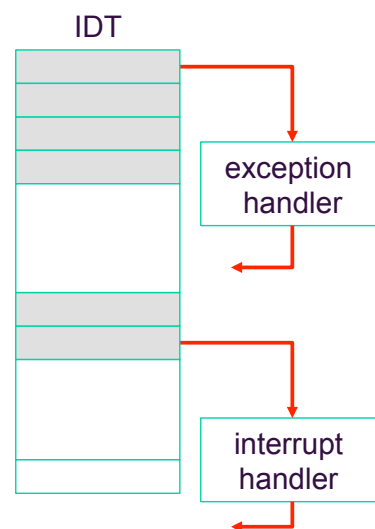 IDT
exception
handler
interrupt
handler